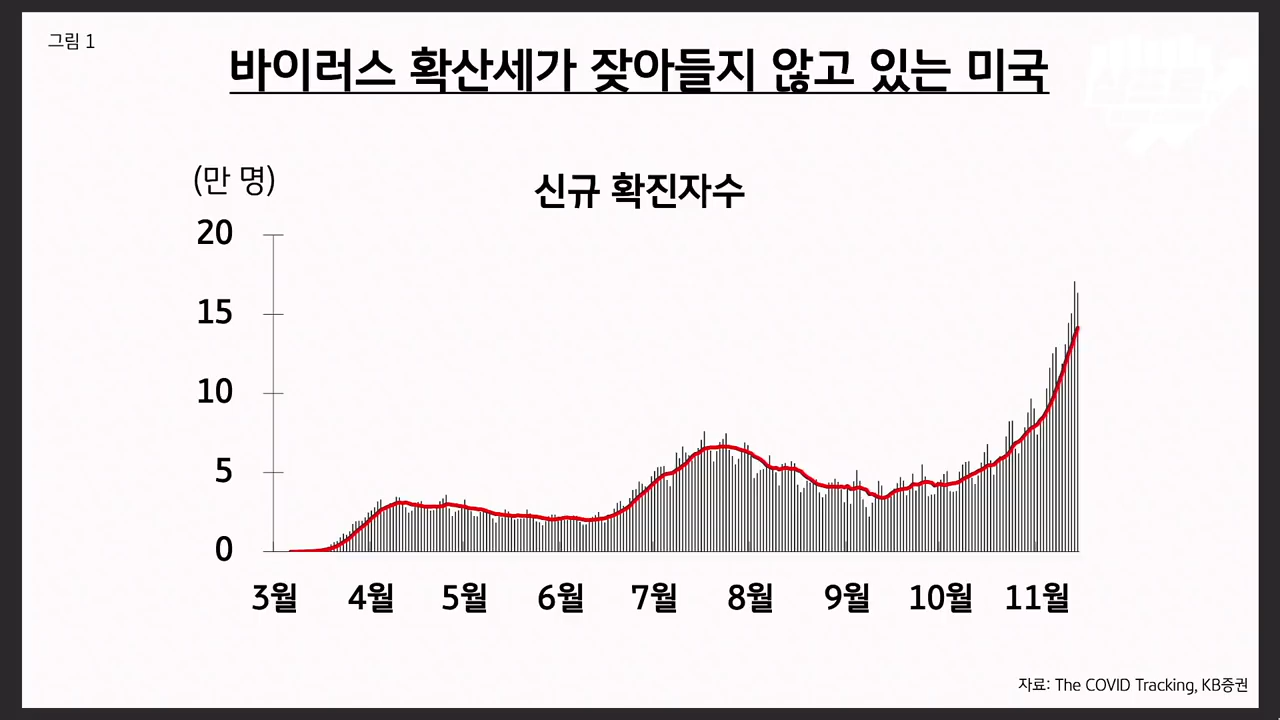 그림 1
바이러스 확산세가 잦아들지 않고 있는 미국
(만 명)
신규 확진자수
20
15
10
5
0
3월 4월 5월 6월 7월 8월 9월 10월 11월
자료: The COVID Tracking, KB증권